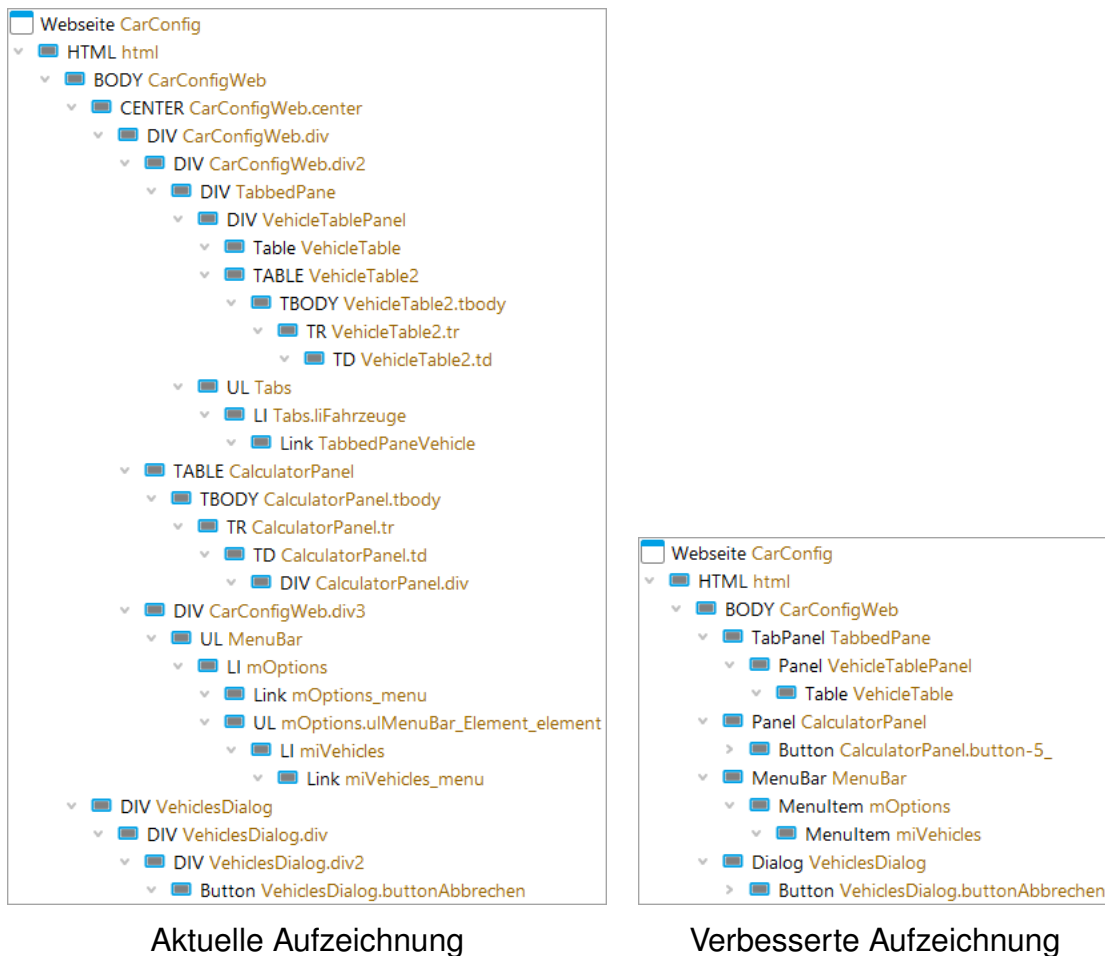 Webseite CarConfig
HTML html
BODY CarConfigWeb
CENTER CarConfigWeb.center
DIV CarConfigWeb.div
DIV CarConfigWeb.div2
DIV TabbedPane
DIV VehicleTablePanel
Table VehicleTable
TABLE VehicleTable2
TBODY VehicleTable2.tbody
TR VehicleTable2.tr
TD VehicleTable2.td
UL Tabs
LI Tabs.liFahrzeuge
Link TabbedPaneVehicle
TABLE CalculatorPanel
TBODY CalculatorPanel.tbody
TR CalculatorPanel.tr
TD CalculatorPanel.td
DIV CalculatorPanel.div
DIV CarConfigWeb.div3
UL MenuBar
LI mOptions
Link mOptions_menu
UL mOptions.ulMenuBar_Element_element
LI miVehicles
Link miVehicles_menu
DIV VehiclesDialog
DIV VehiclesDialog.div
DIV VehiclesDialog.div2
Button VehiclesDialog.buttonAbbrechen
Aktuelle Aufzeichnung
Webseite CarConfig
HTML html
BODY CarConfigWeb
TabPanel TabbedPane
Panel VehicleTablePanel
Table VehicleTable
Panel CalculatorPanel
Button CalculatorPanel.button-5_
MenuBar MenuBar
MenuItem mOptions
MenuItem miVehicles
Dialog VehiclesDialog
Button VehiclesDialog.buttonAbbrechen
Verbesserte Aufzeichnung